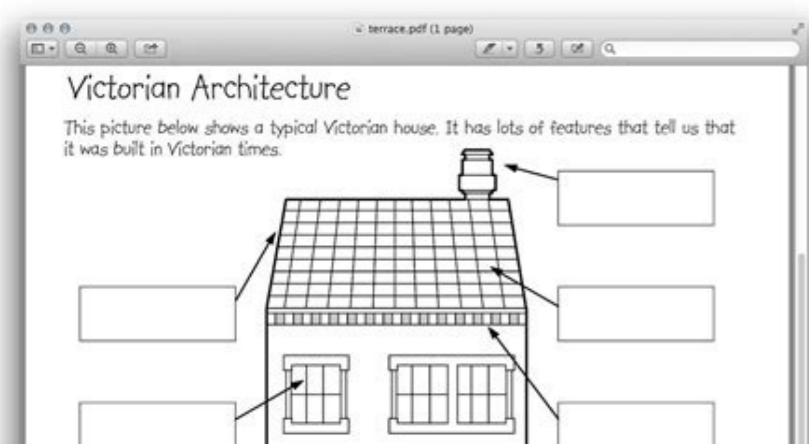 terrace.pdf (1 page)
Victorian Architecture
This picture below shows a typical Victorian house. It has lots of features that tell us that
it was built in Victorian times.